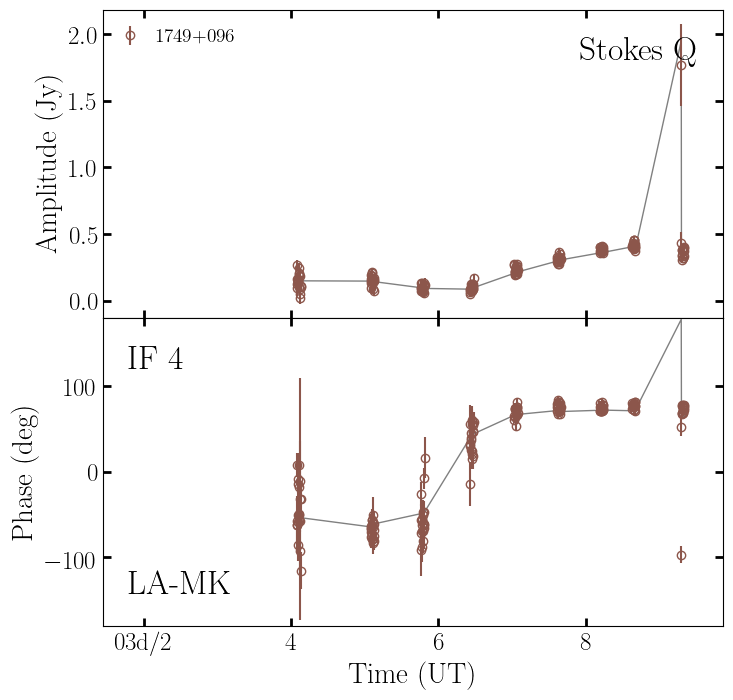 1749+096
Stokes Q
2.0
1.5
1.0
0.5
0.0
Amplitude (Jy)
IF 4
100
0
−100
Phase (deg)
LA-MK
03d/2
4
6
8
Time (UT)